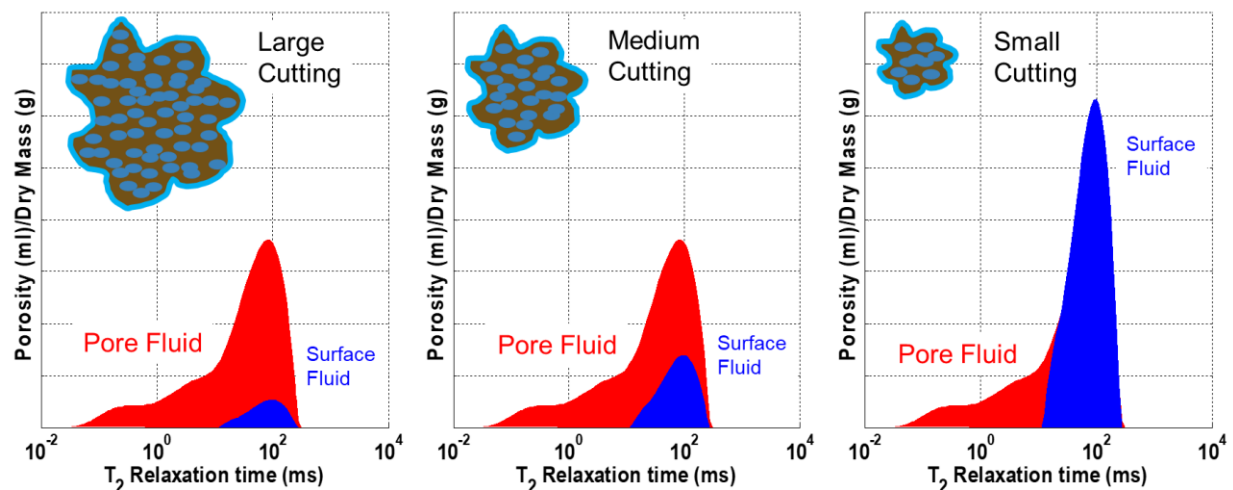 Large
Cutting
Porosity (ml)/Dry Mass (g)
Pore Fluid
Surface
Fluid
10^-2 10^0 10^2 10^4
T_2 Relaxation time (ms)
Medium
Cutting
Porosity (ml)/Dry Mass (g)
Pore Fluid
Surface
Fluid
10^-2 10^0 10^2 10^4
T_2 Relaxation time (ms)
Small
Cutting
Porosity (ml)/Dry Mass (g)
Surface
Fluid
Pore Fluid
10^-2 10^0 10^2 10^4
T_2 Relaxation time (ms)